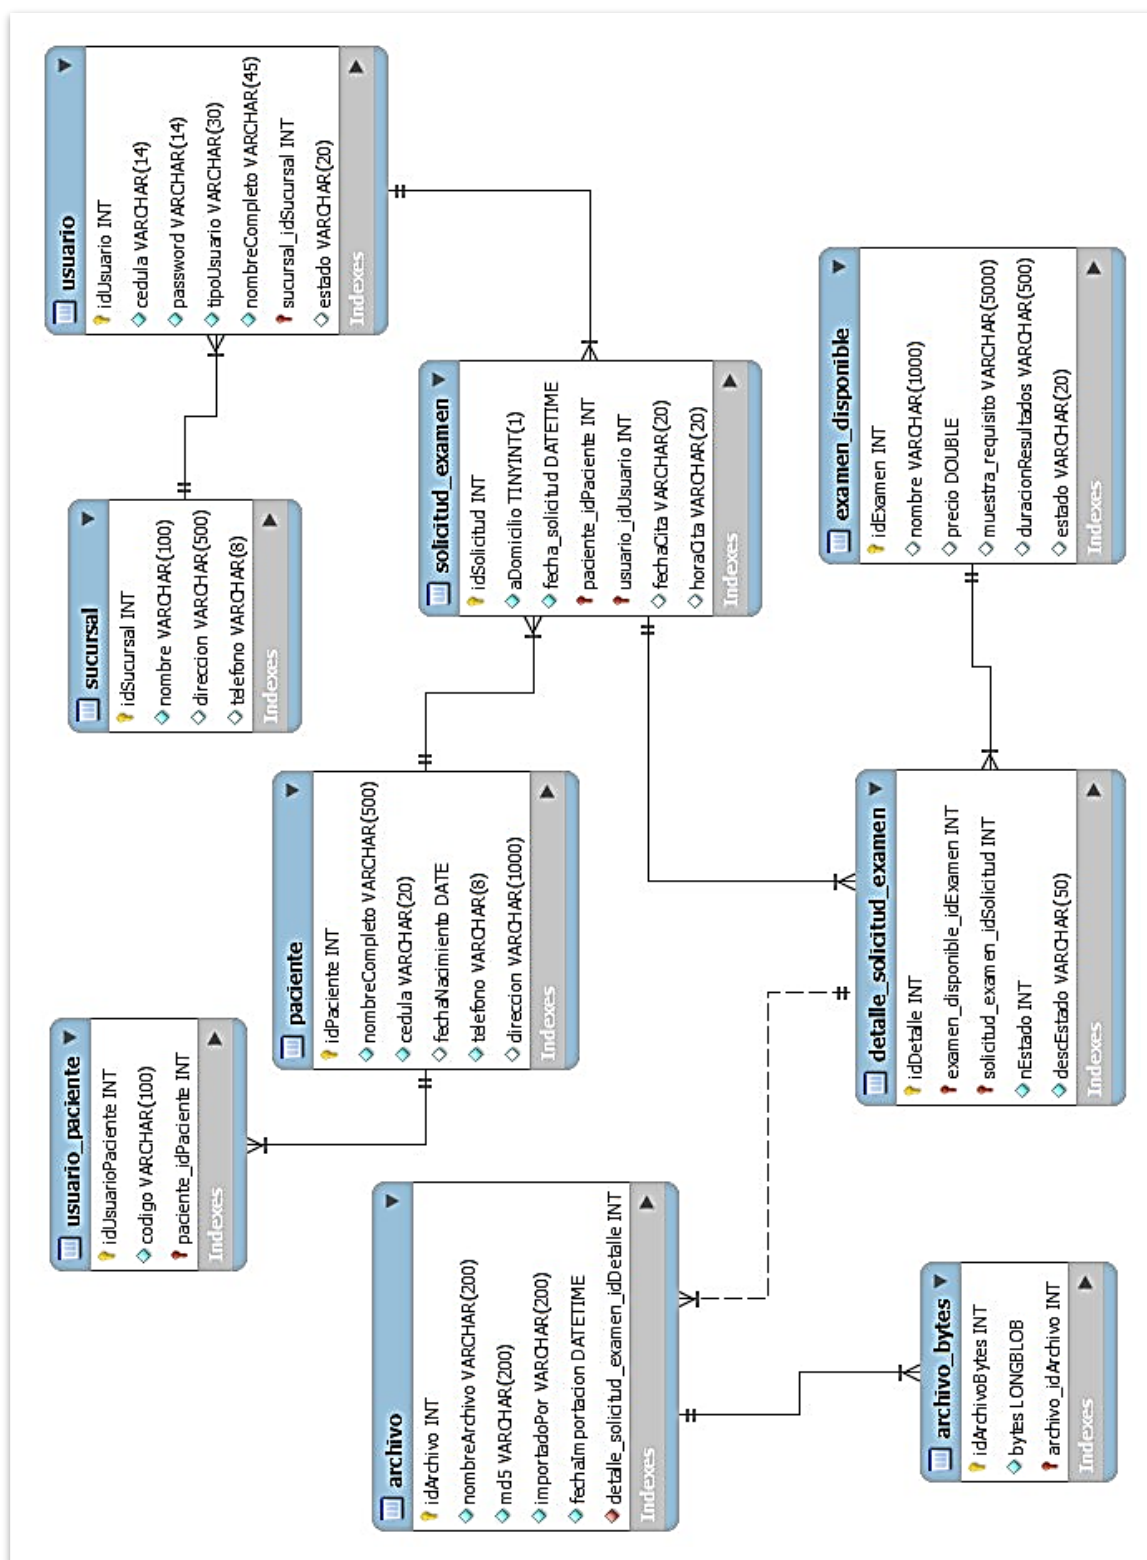 usuario_paciente
idUsuarioPaciente INT
codigo VARCHAR(100)
paciente_idPaciente INT
Indexes
sucursal
idSucursal INT
nombre VARCHAR(100)
direccion VARCHAR(500)
telefono VARCHAR(8)
Indexes
usuario
idUsuario INT
cedula VARCHAR(14)
password VARCHAR(14)
tipoUsuario VARCHAR(30)
nombreCompleto VARCHAR(45)
sucursal_idSucursal INT
estado VARCHAR(20)
Indexes
paciente
idPaciente INT
nombreCompleto VARCHAR(500)
cedula VARCHAR(20)
fechaNacimiento DATE
telefono VARCHAR(8)
direccion VARCHAR(1000)
Indexes
archivo
idArchivo INT
nombreArchivo VARCHAR(200)
md5 VARCHAR(200)
importadoPor VARCHAR(200)
fechaImportacion DATETIME
detalle_solicitud_examen_idDetalle INT
Indexes
solicitud_examen
idSolicitud INT
aDomicilio TINYINT(1)
fecha_solicitud DATETIME
paciente_idPaciente INT
usuario_idUsuario INT
fechaCita VARCHAR(20)
horaCita VARCHAR(20)
Indexes
archivo_bytes
idArchivoBytes INT
bytes LONGBLOB
archivo_idArchivo INT
Indexes
detalle_solicitud_examen
idDetalle INT
examen_disponible_idExamen INT
solicitud_examen_idSolicitud INT
nEstado INT
descEstado VARCHAR(50)
Indexes
examen_disponible
idExamen INT
nombre VARCHAR(1000)
precio DOUBLE
muestra_requisito VARCHAR(5000)
duracionResultados VARCHAR(500)
estado VARCHAR(20)
Indexes